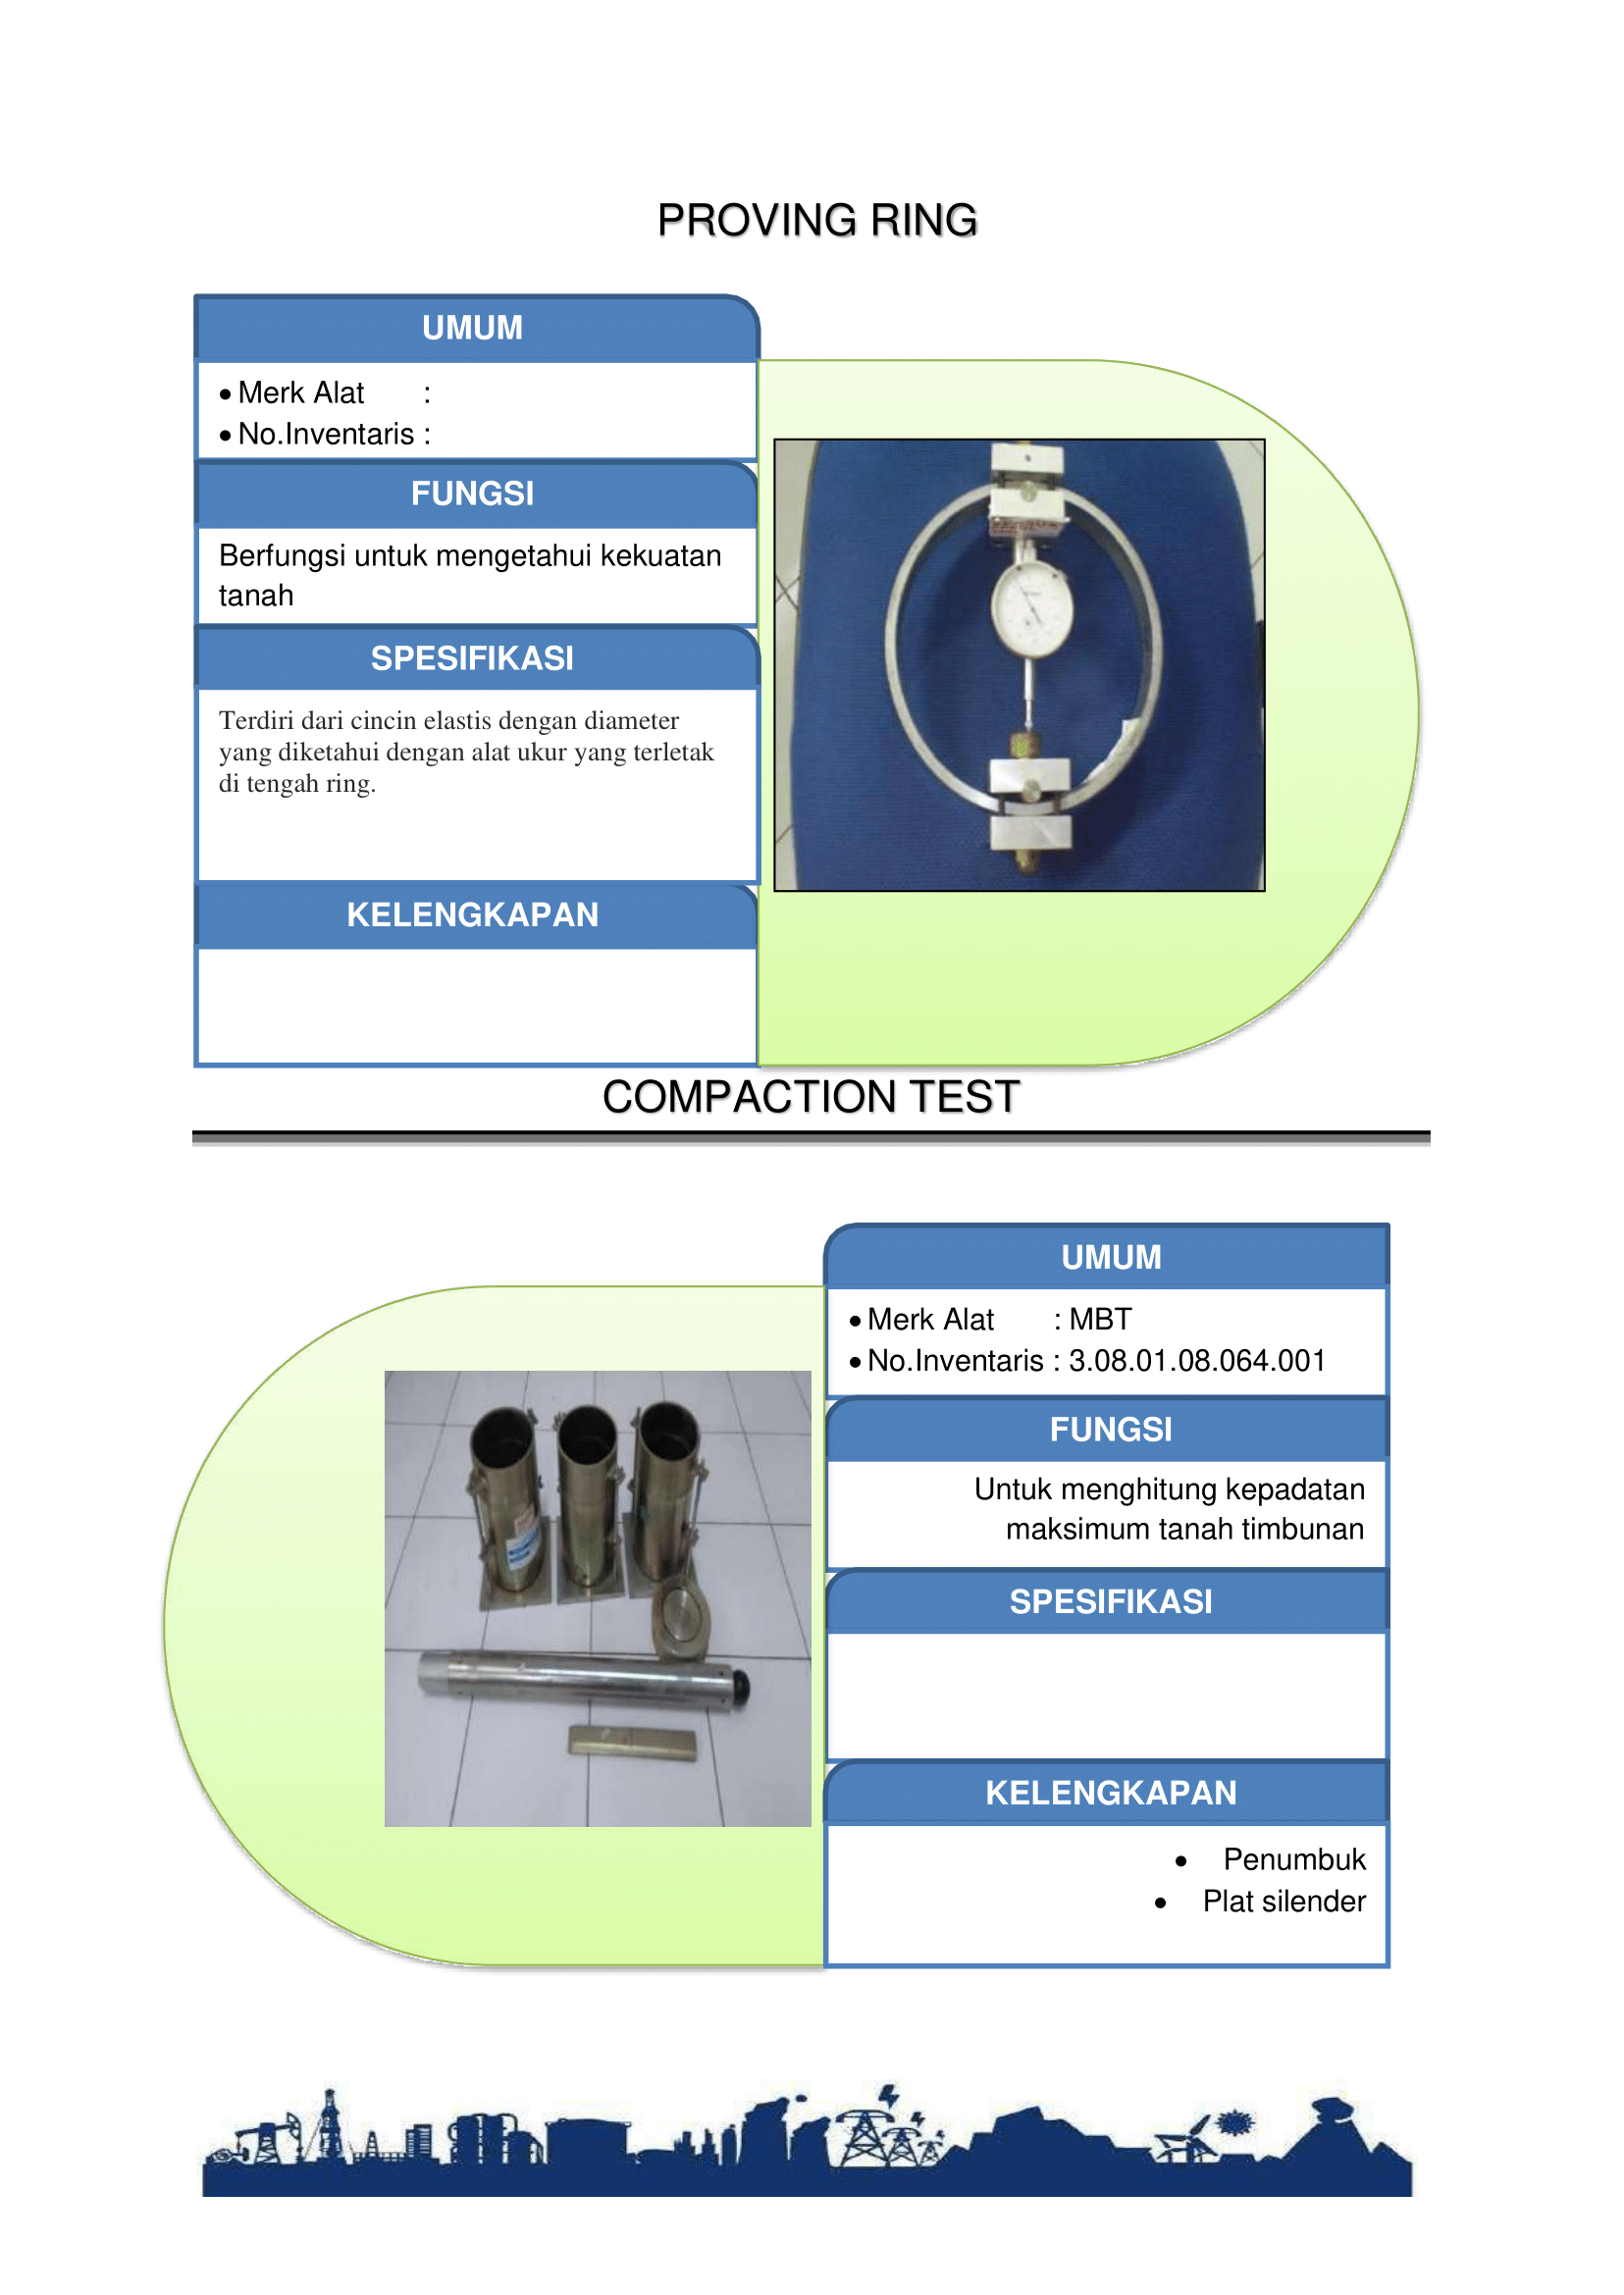 PROVING RING
UMUM
• Merk Alat :
• No.Inventaris :
FUNGSI
Berfungsi untuk mengetahui kekuatan
tanah
SPESIFIKASI
Terdiri dari cincin elastis dengan diameter
yang diketahui dengan alat ukur yang terletak
di tengah ring.
KELENGKAPAN
COMPACTION TEST
UMUM
• Merk Alat : MBT
• No.Inventaris : 3.08.01.08.064.001
FUNGSI
Untuk menghitung kepadatan
maksimum tanah timbunan
SPESIFIKASI
KELENGKAPAN
• Penumbuk
• Plat silender